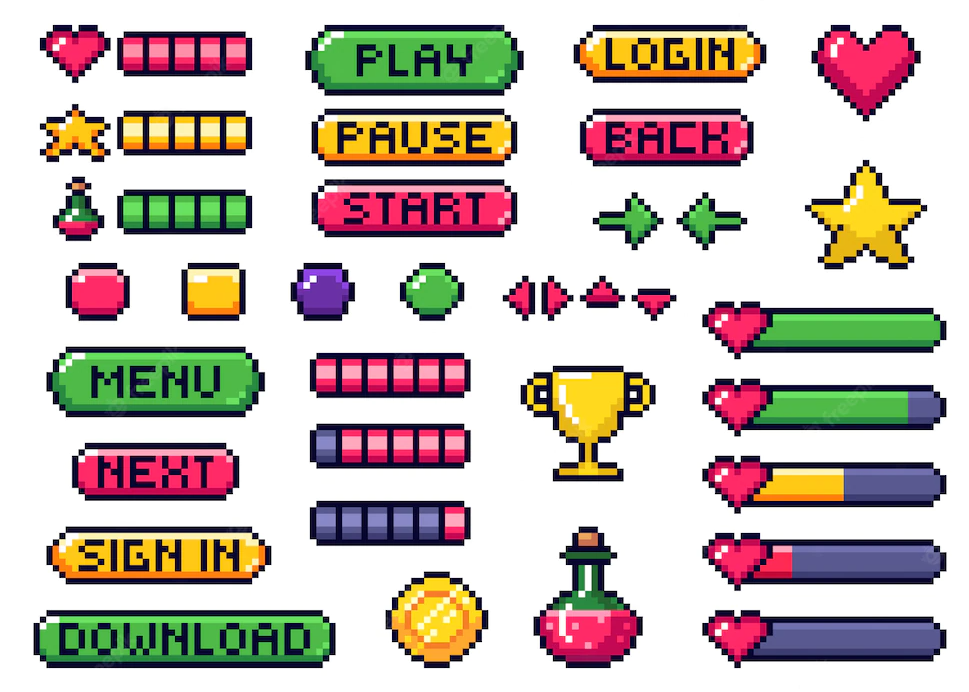 PLAY
LOGIN
PAUSE
BACK
START
MENU
NEXT
SIGN IN
DOWNLOAD